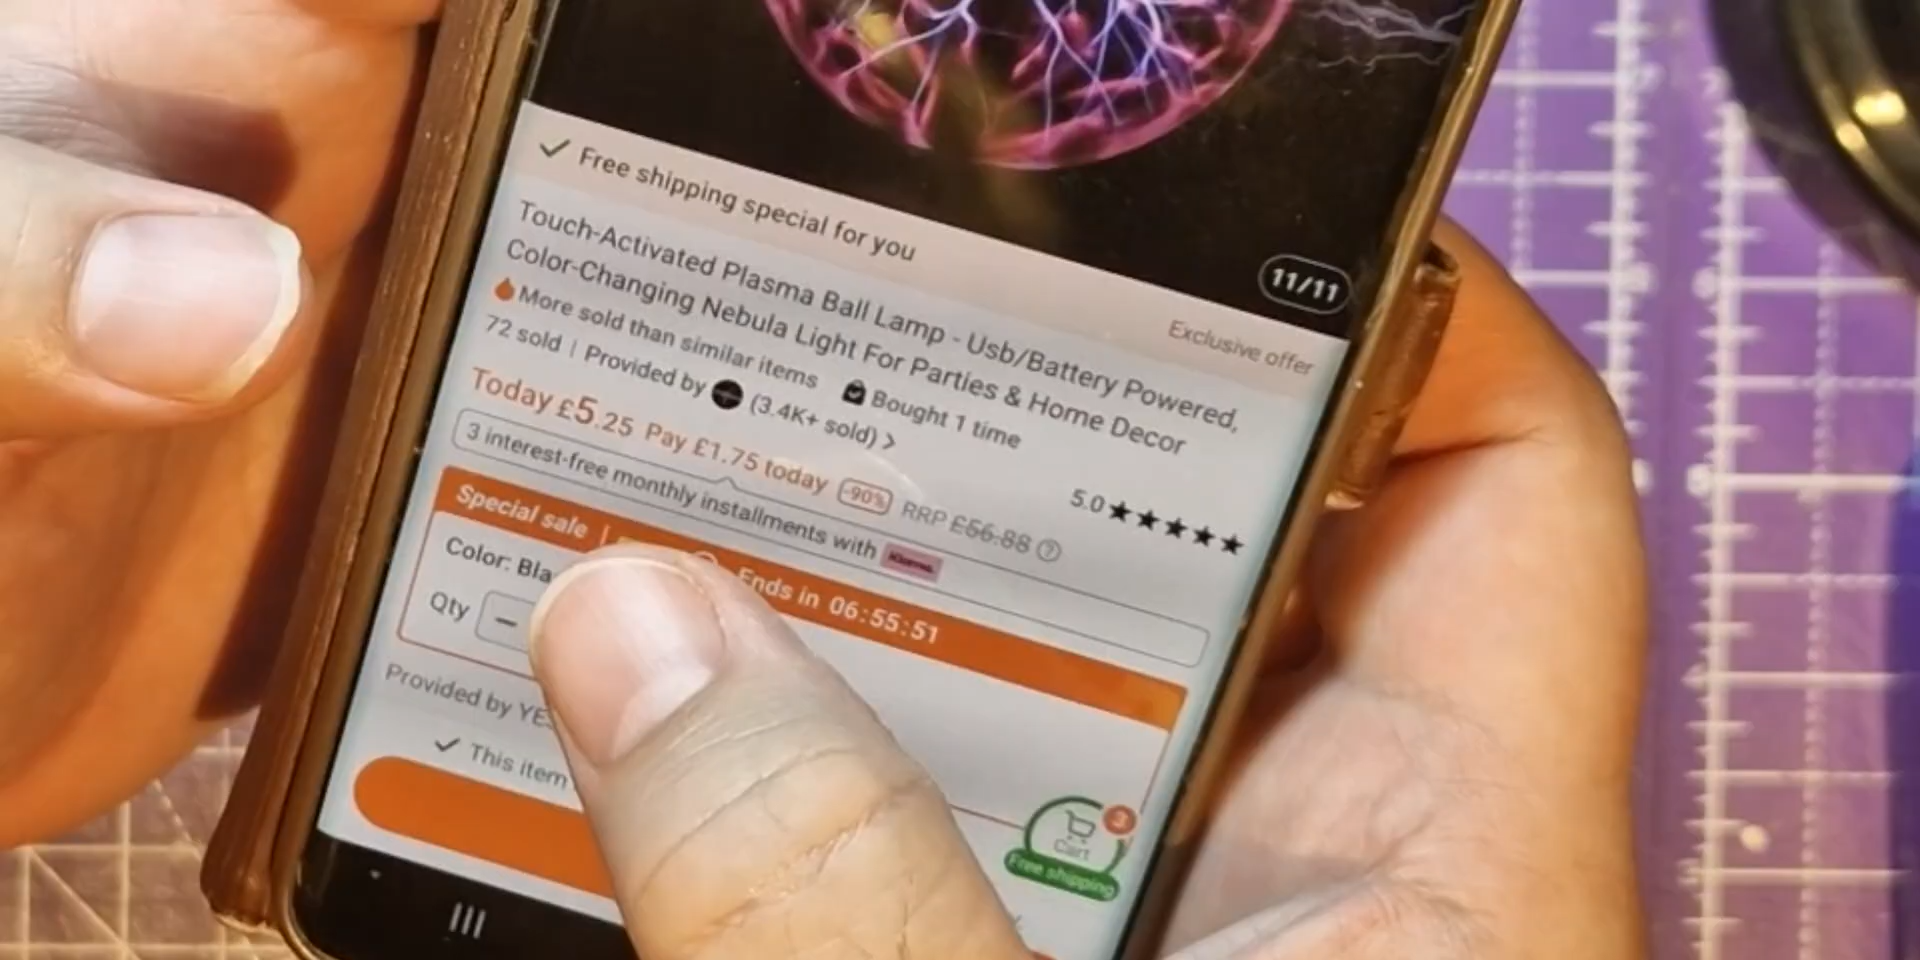 Free shipping special for you
11/11
Exclusive offer
Touch-Activated Plasma Ball Lamp - Usb/Battery Powered,
Color-Changing Nebula Light For Parties & Home Decor
More sold than similar items Bought 1 time
72 sold | Provided by (3.4K+ sold) >
5.0 ★★★★★
Today £5.25 Pay £1.75 today -90% RRP £56.88 ?
3 interest-free monthly installments with Klarna.
Special sale | Ends in 06:55:51
Color: Bla
Qty −
Provided by YE
This item
3
Cart
Free shipping